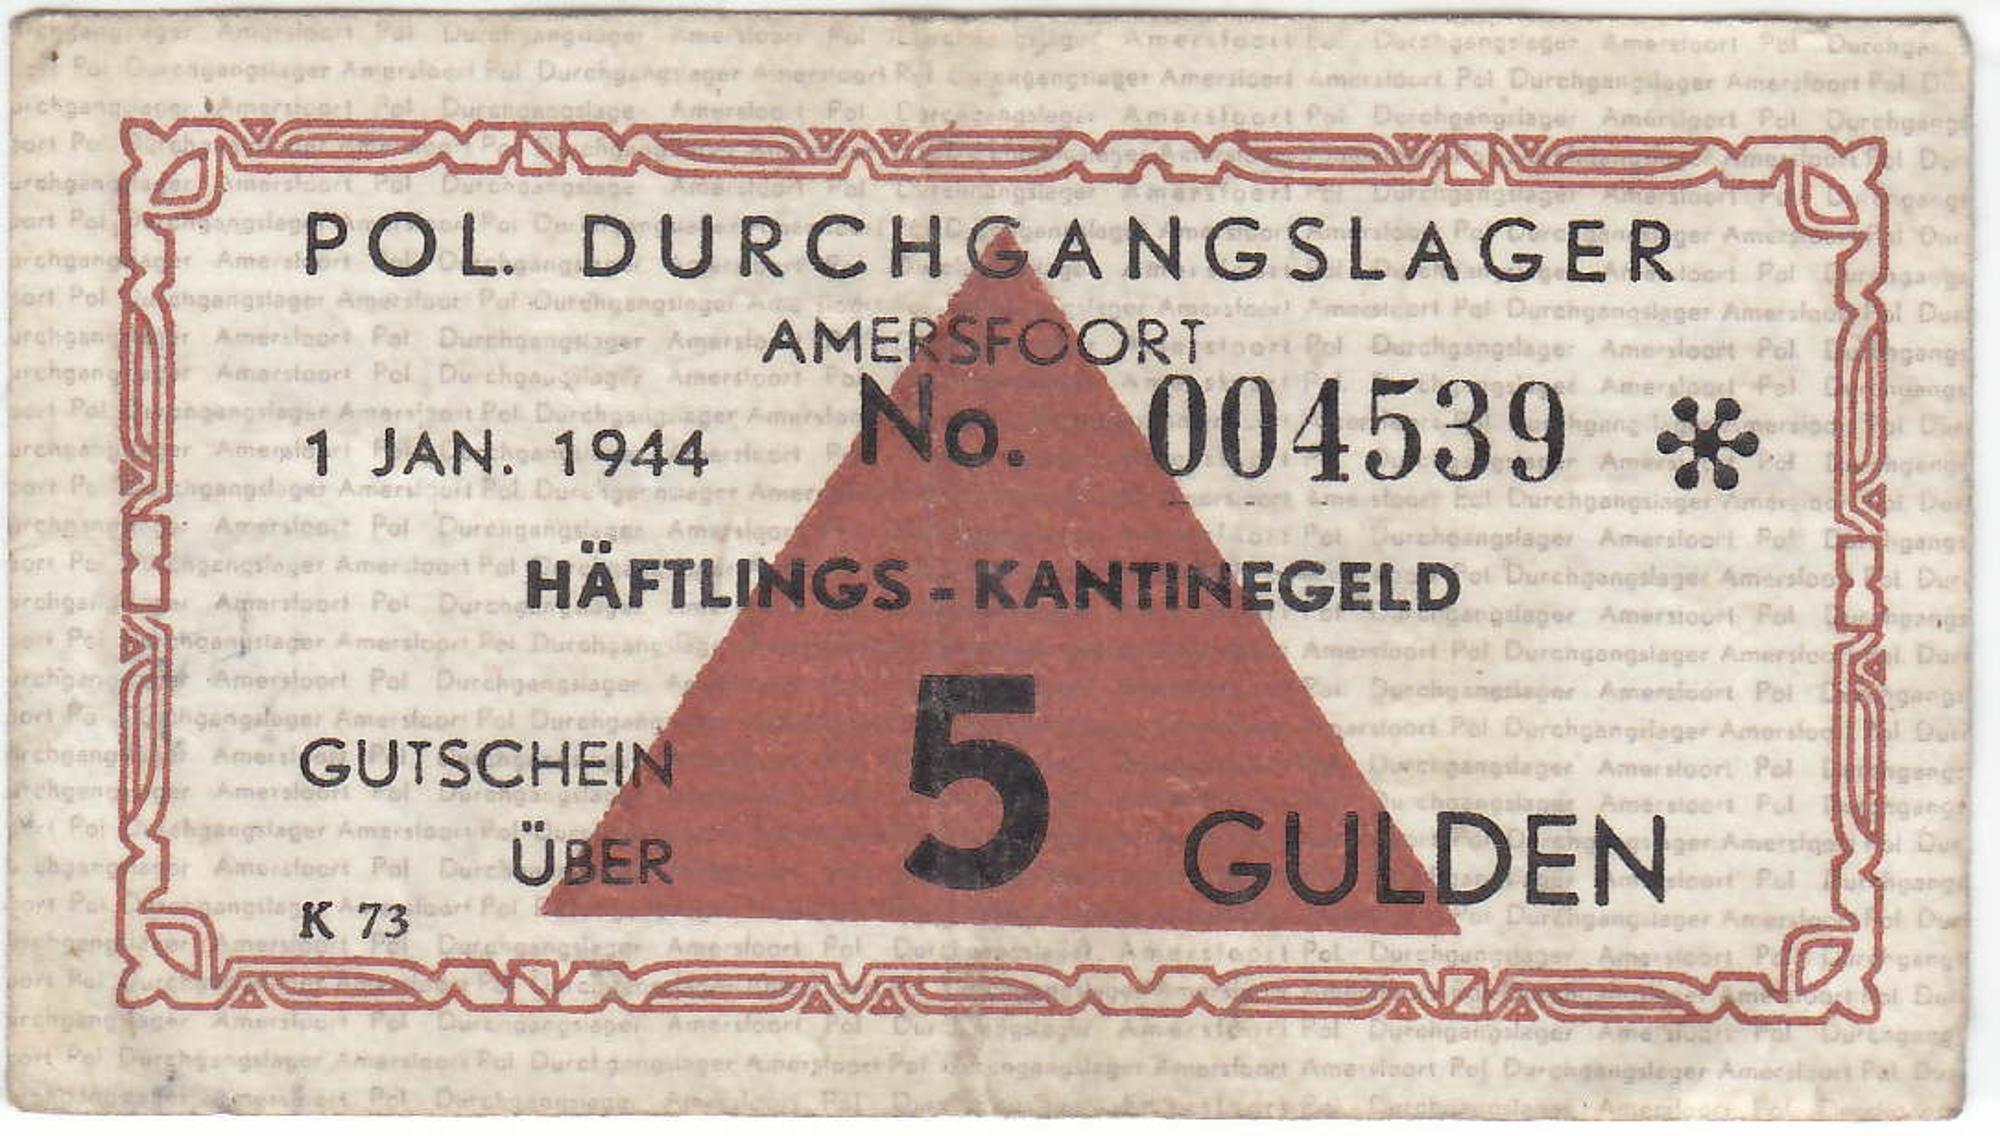 POL. DURCHGANGSLAGER
AMERSFOORT
1 JAN. 1944 No. 004539
HÄFTLINGS - KANTINEGELD
GUTSCHEIN
ÜBER 5 GULDEN
K 73